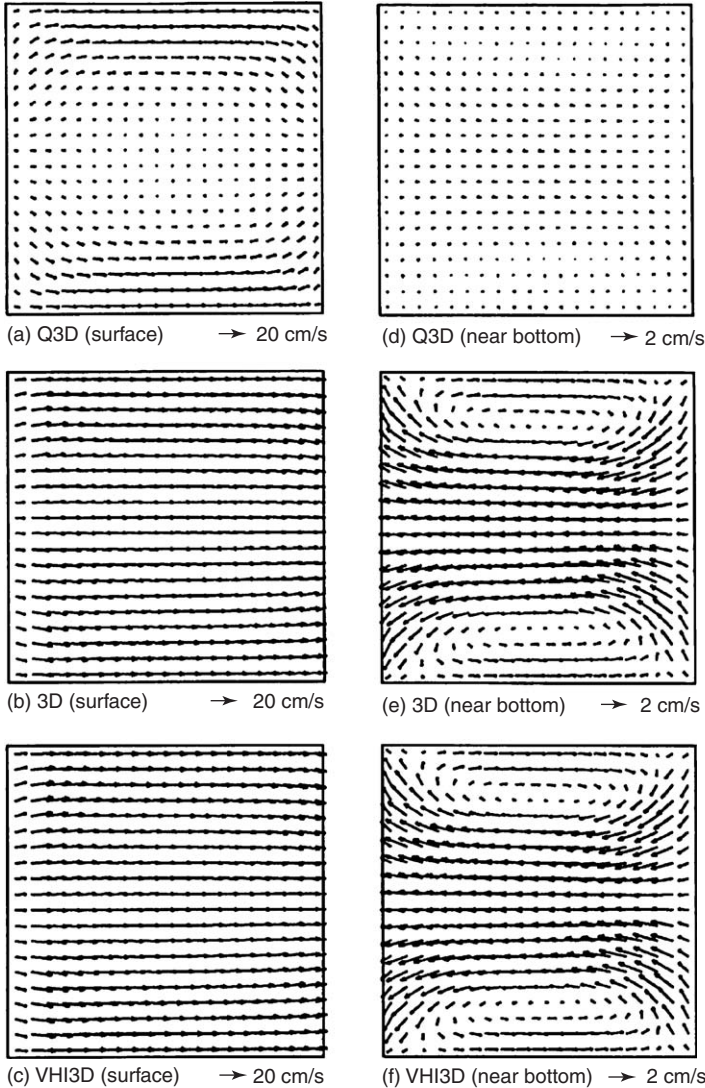 (a) Q3D (surface) → 20 cm/s
(d) Q3D (near bottom) → 2 cm/s
(b) 3D (surface) → 20 cm/s
(e) 3D (near bottom) → 2 cm/s
(c) VHI3D (surface) → 20 cm/s
(f) VHI3D (near bottom) → 2 cm/s